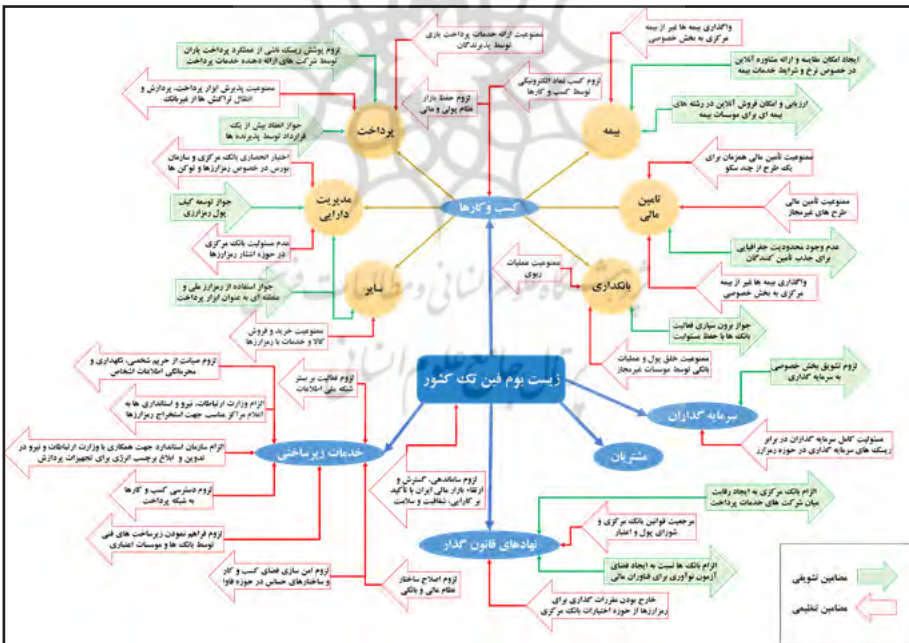 لزوم پوشش ریسک ناشی از عملکرد پرداخت یاران
توسط شرکت های ارائه دهنده خدمات پرداخت
ممنوعیت ارائه خدمات پرداخت یاری
توسط پذیرندگان
واگذاری بیمه ها غیر از بیمه
مرکزی به بخش خصوصی
ایجاد امکان مقایسه و ارائه مشاوره آنلاین
در خصوص نرخ و شرایط خدمات بیمه
ممنوعیت پذیرش ابزار پرداخت، پردازش و
انتقال تراکنش ها از غیربانک
لزوم حفظ بازار
نظام پولی و مالی
لزوم کسب نماد الکترونیکی
توسط کسب و کارها
ارزیابی و امکان فروش آنلاین در رشته های
بیمه ای برای موسسات بیمه
پرداخت
بیمه
جواز انعقاد بیش از یک
قرارداد توسط پذیرنده ها
اختیار انحصاری بانک مرکزی و سازمان
بورس در خصوص رمزارزها و توکن ها
ممنوعیت تأمین مالی همزمان برای
یک طرح از چند سکو
مدیریت
دارایی
کسب وکارها
تامین
مالی
جواز توسعه کیف
پول رمزارزی
ممنوعیت تأمین مالی
طرح های غیرمجاز
عدم مسئولیت بانک مرکزی
در حوزه انتشار رمزارزها
عدم وجود محدودیت جغرافیایی
برای جذب تأمین کنندگان
جواز استفاده از رمزارز ملی و
منطقه ای به عنوان ابزار پرداخت
سایر
ممنوعیت عملیات
ربوی
بانکداری
واگذاری بیمه ها غیر از بیمه
مرکزی به بخش خصوصی
پژوهشگاه علوم انسانی و مطالعات فرهنگی
پرتال جامع علوم انسانی
ممنوعیت خرید و فروش
کالا و خدمات با رمزارزها
جواز برون سپاری فعالیت
بانک ها با حفظ مسئولیت
ممنوعیت خلق پول و عملیات
بانکی توسط موسسات غیرمجاز
لزوم صیانت از حریم شخصی، نگهداری و
محرمانگی اطلاعات اشخاص
لزوم فعالیت بر بستر
شبکه ملی اطلاعات
زیست بوم فین تک کشور
لزوم تشویق بخش خصوصی
به سرمایه گذاری
الزام وزارت ارتباطات، نیرو و استانداری ها به
اعلام مراکز مناسب جهت استخراج رمزارزها
سرمایه گذاران
الزام سازمان استاندارد جهت همکاری با وزارت ارتباطات و نیرو در
تدوین و ابلاغ برچسب انرژی برای تجهیزات پردازش
خدمات زیرساختی
مشتریان
مسئولیت کامل سرمایه گذاران در برابر
ریسک های سرمایه گذاری در حوزه رمزارز
لزوم دسترسی کسب و کارها
به شبکه پرداخت
لزوم ساماندهی، گسترش و
ارتقاء بازار مالی ایران با تأکید
بر کارایی، شفافیت و سلامت
الزام بانک مرکزی به ایجاد رقابت
میان شرکت های خدمات پرداخت
لزوم فراهم نمودن زیرساخت های فنی
توسط بانک ها و موسسات اعتباری
نهادهای قانون گذار
مرجعیت قوانین بانک مرکزی و
شورای پول و اعتبار
لزوم امن سازی فضای کسب و کار
و ساختارهای حساس در حوزه فاوا
لزوم اصلاح ساختار
نظام مالی و بانکی
الزام بانک ها نسبت به ایجاد فضای
آزمون نوآوری برای فناوران مالی
خارج بودن مقررات گذاری برای
رمزارزها از حوزه اختیارات بانک مرکزی
مضامین تشویقی
مضامین تنظیمی